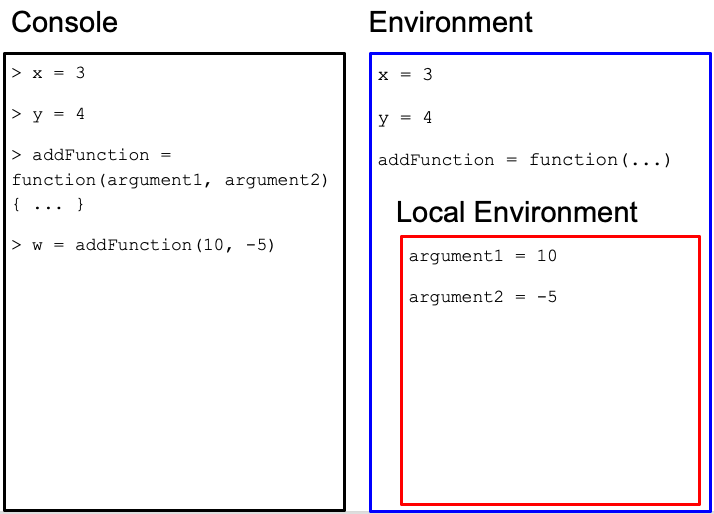 Console
> x = 3
> y = 4
> addFunction =
function(argument1, argument2)
{ ... }
> w = addFunction(10, -5)
Environment
x = 3
y = 4
addFunction = function(...)
Local Environment
argument1 = 10
argument2 = -5